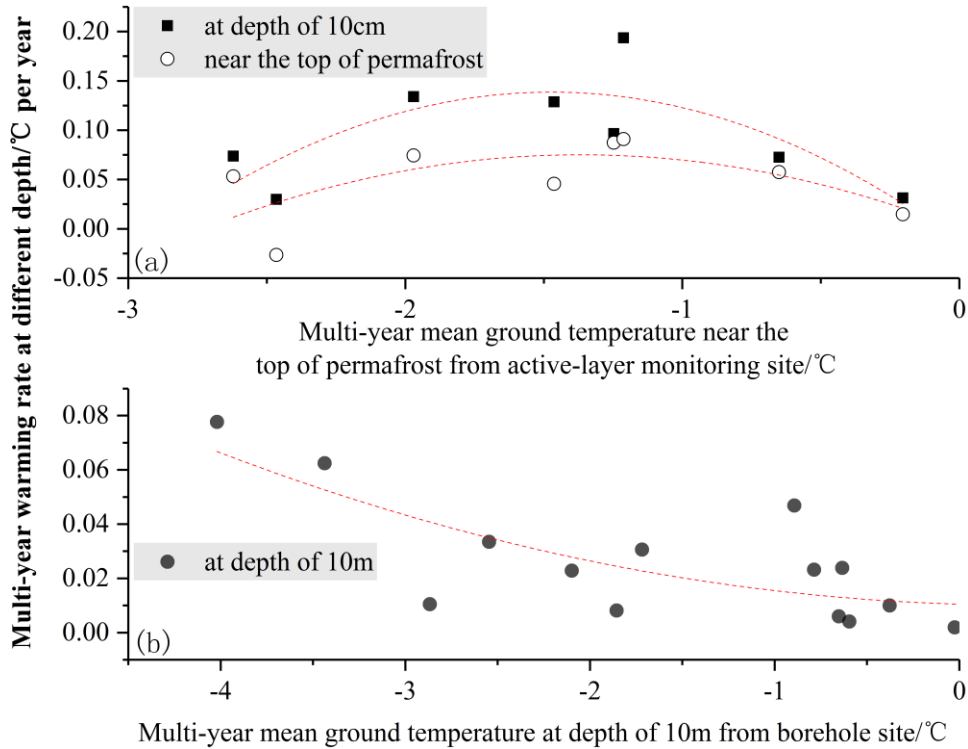 Multi-year warming rate at different depth/℃ per year
at depth of 10cm
near the top of permafrost
0.20
0.15
0.10
0.05
0.00
-0.05
(a)
-3 -2 -1 0
Multi-year mean ground temperature near the
top of permafrost from active-layer monitoring site/℃
0.08
0.06
0.04
0.02
0.00
at depth of 10m
(b)
-4 -3 -2 -1 0
Multi-year mean ground temperature at depth of 10m from borehole site/℃